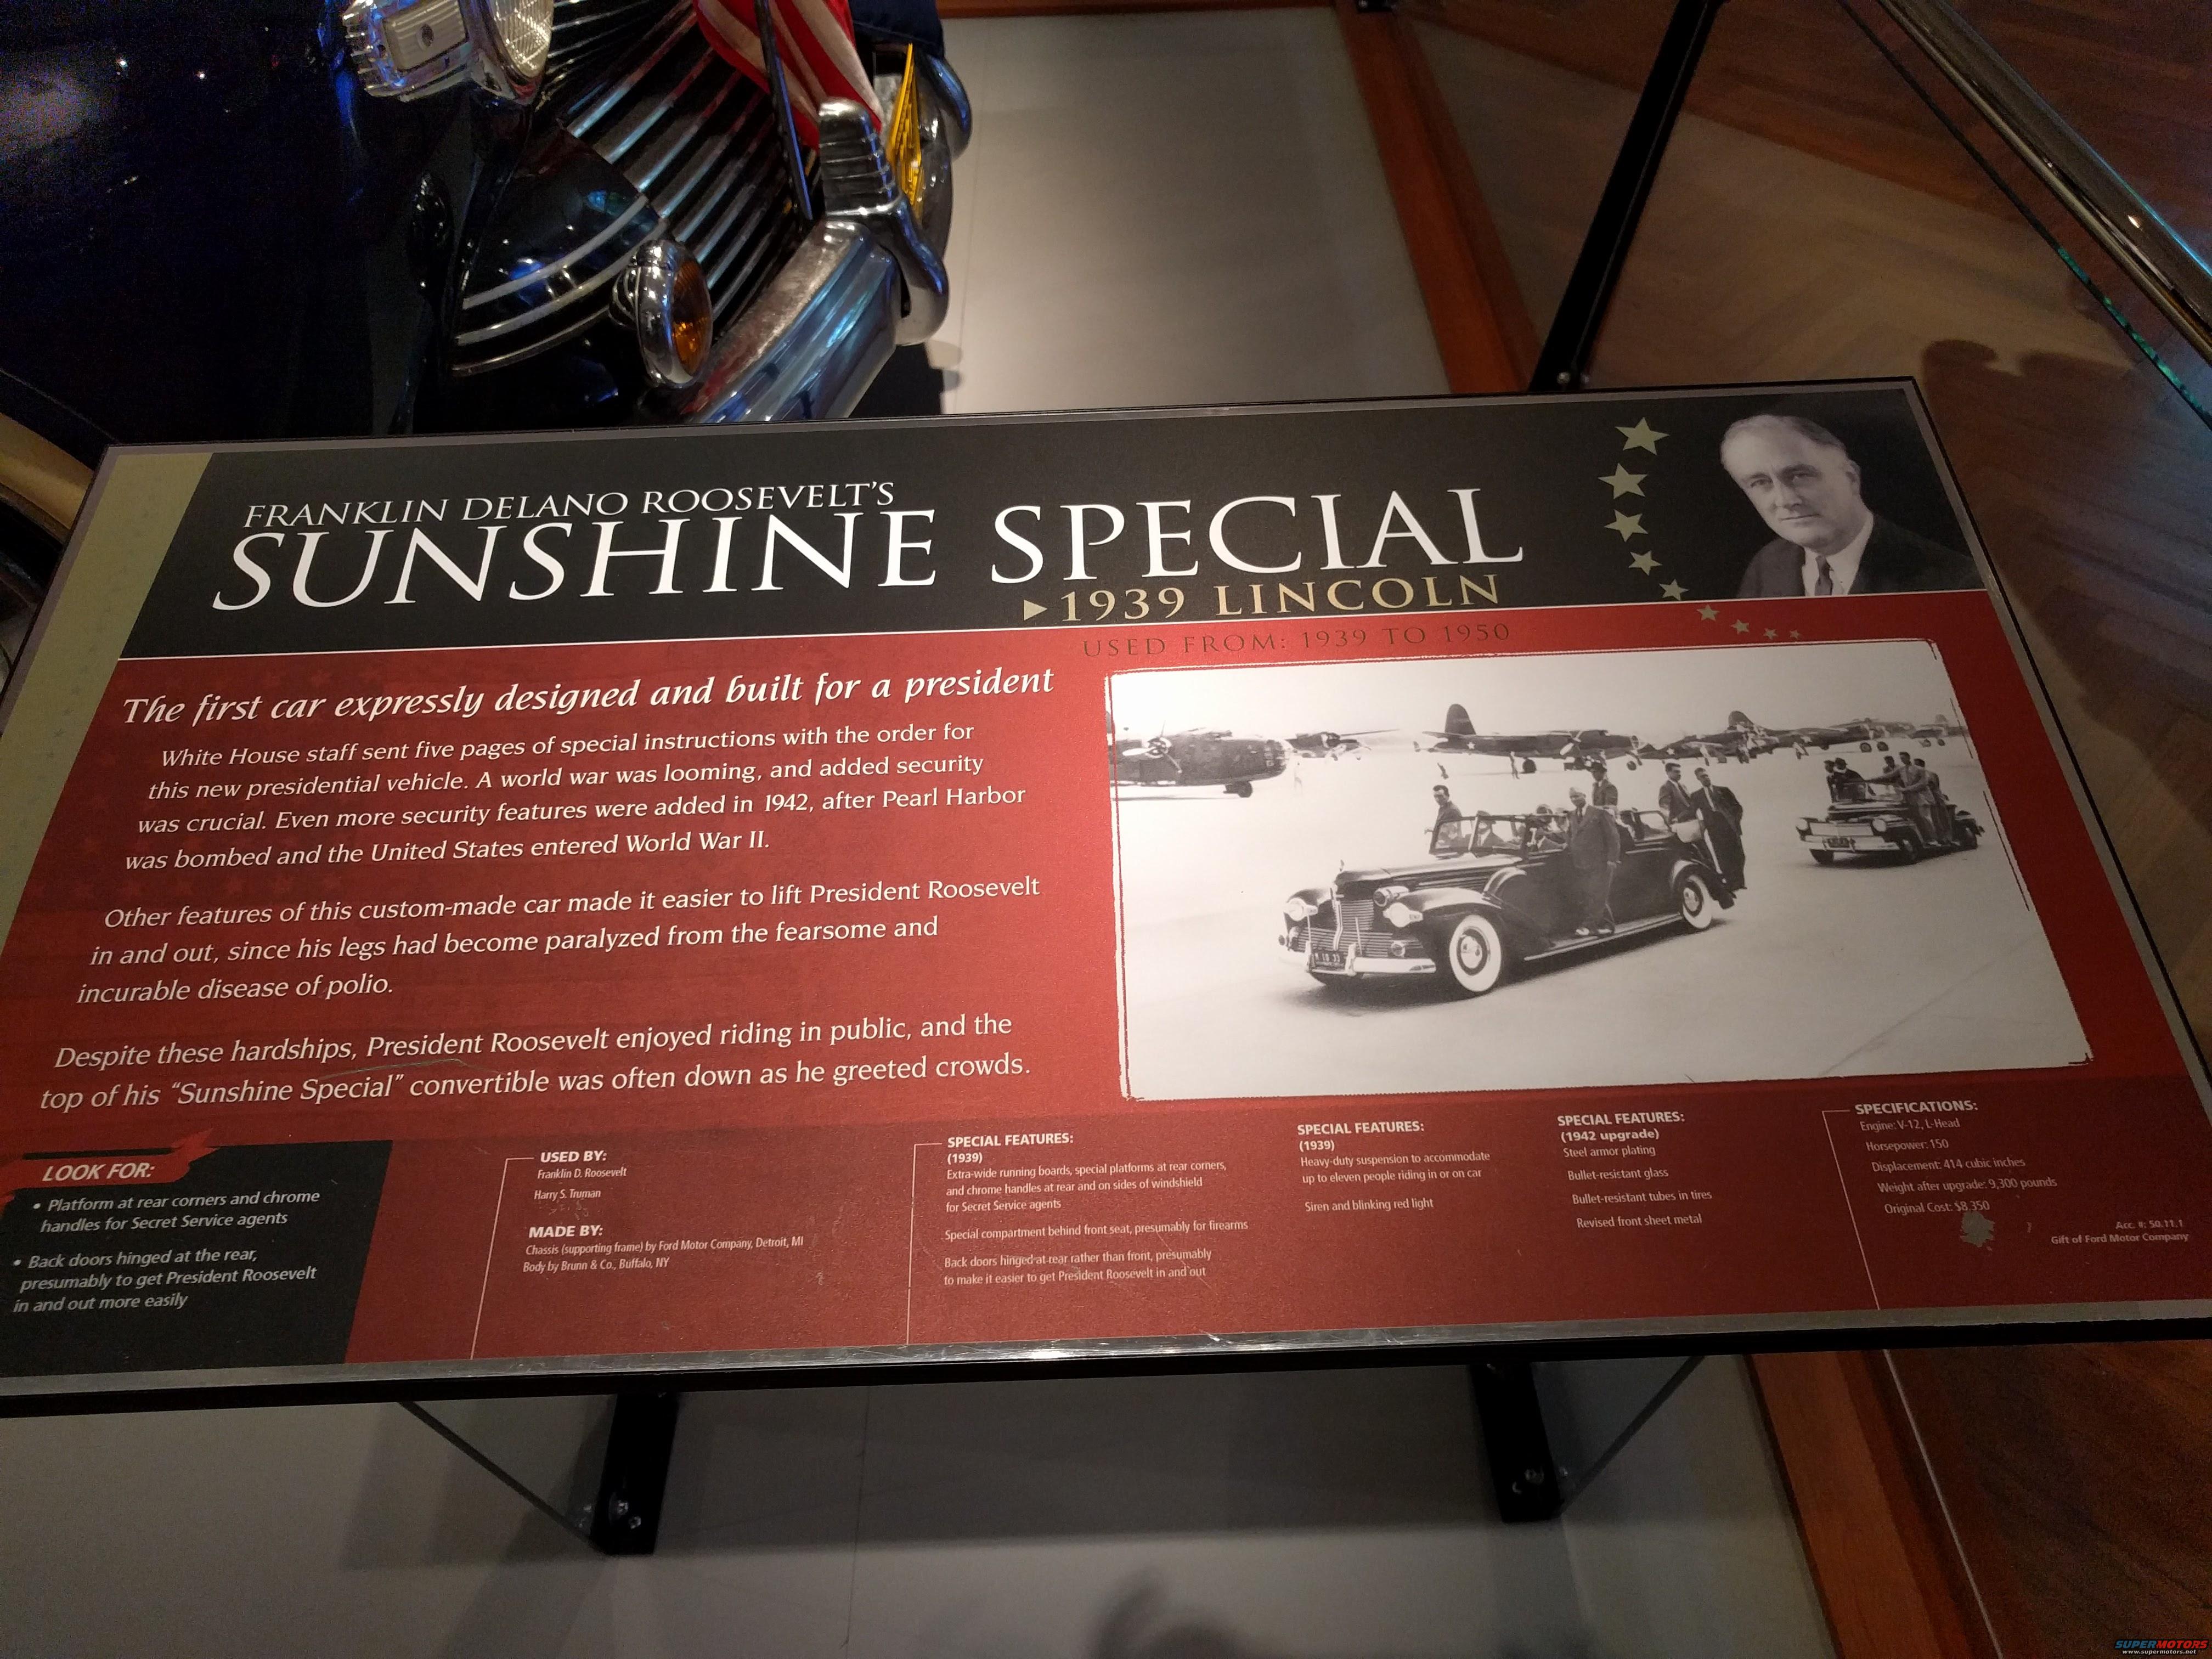 FRANKLIN DELANO ROOSEVELT'S
SUNSHINE SPECIAL
►1939 LINCOLN
USED FROM: 1939 TO 1950
The first car expressly designed and built for a president
White House staff sent five pages of special instructions with the order for
this new presidential vehicle. A world war was looming, and added security
was crucial. Even more security features were added in 1942, after Pearl Harbor
was bombed and the United States entered World War II.
Other features of this custom-made car made it easier to lift President Roosevelt
in and out, since his legs had become paralyzed from the fearsome and
incurable disease of polio.
Despite these hardships, President Roosevelt enjoyed riding in public, and the
top of his “Sunshine Special” convertible was often down as he greeted crowds.
LOOK FOR:
• Platform at rear corners and chrome
handles for Secret Service agents
• Back doors hinged at the rear,
presumably to get President Roosevelt
in and out more easily
USED BY:
Franklin D. Roosevelt
Harry S. Truman
MADE BY:
Chassis (supporting frame) by Ford Motor Company, Detroit, MI
Body by Brunn & Co., Buffalo, NY
SPECIAL FEATURES:
(1939)
Extra-wide running boards, special platforms at rear corners,
and chrome handles at rear and on sides of windshield
for Secret Service agents
Special compartment behind front seat, presumably for firearms
Back doors hinged at rear rather than front, presumably
to make it easier to get President Roosevelt in and out
SPECIAL FEATURES:
(1939)
Heavy-duty suspension to accommodate
up to eleven people riding in or on car
Siren and blinking red light
SPECIAL FEATURES:
(1942 upgrade)
Steel armor plating
Bullet-resistant glass
Bullet-resistant tubes in tires
Revised front sheet metal
SPECIFICATIONS:
Engine: V-12, L-Head
Horsepower: 150
Displacement: 414 cubic inches
Weight after upgrade: 9,300 pounds
Original Cost: $8,350
Acc. #: 50.11.1
Gift of Ford Motor Company
SUPERMOTORS
www.supermotors.net